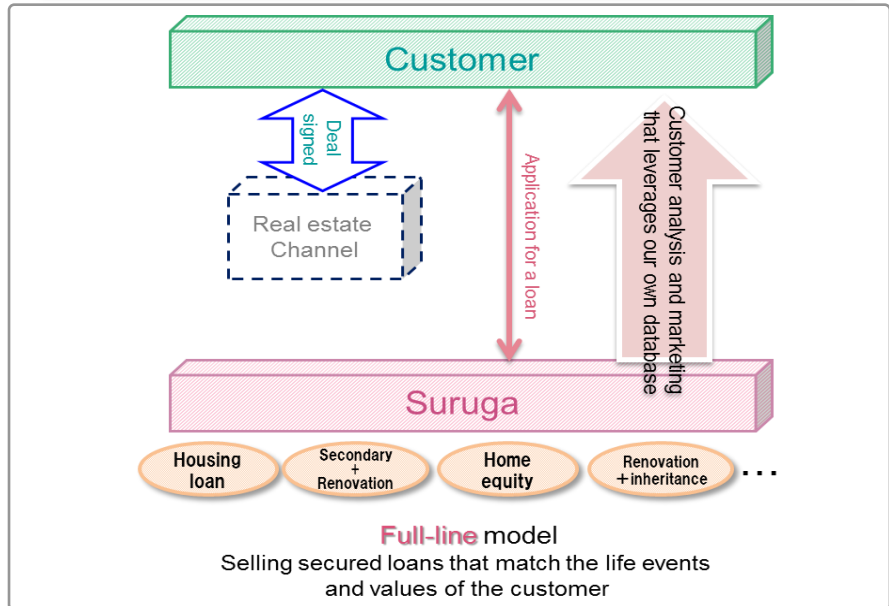 Customer
Deal
signed
Real estate
Channel
Application for a loan
Customer analysis and marketing
that leverages our own database
Suruga
Housing
loan
Secondary
+
Renovation
Home
equity
Renovation
+inheritance
...
Full-line model
Selling secured loans that match the life events
and values of the customer